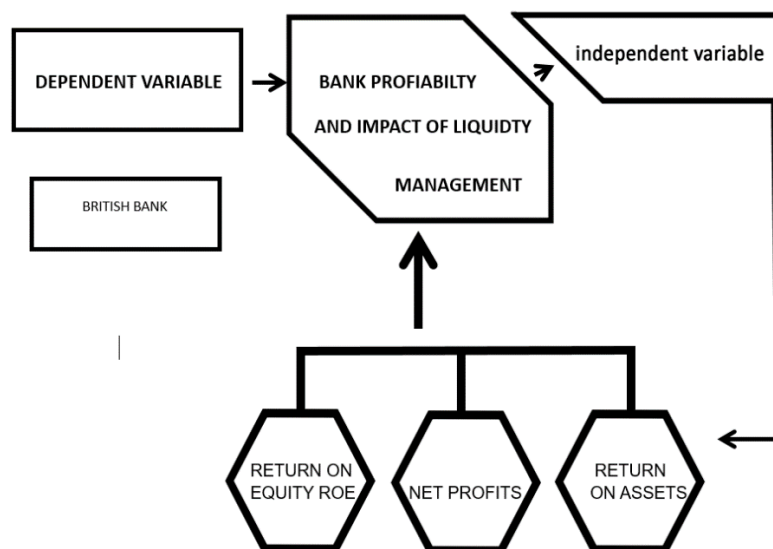 DEPENDENT VARIABLE
BANK PROFIABILTY
AND IMPACT OF LIQUIDTY
MANAGEMENT
independent variable
BRITISH BANK
RETURN ON
EQUITY ROE
NET PROFITS
RETURN
ON ASSETS